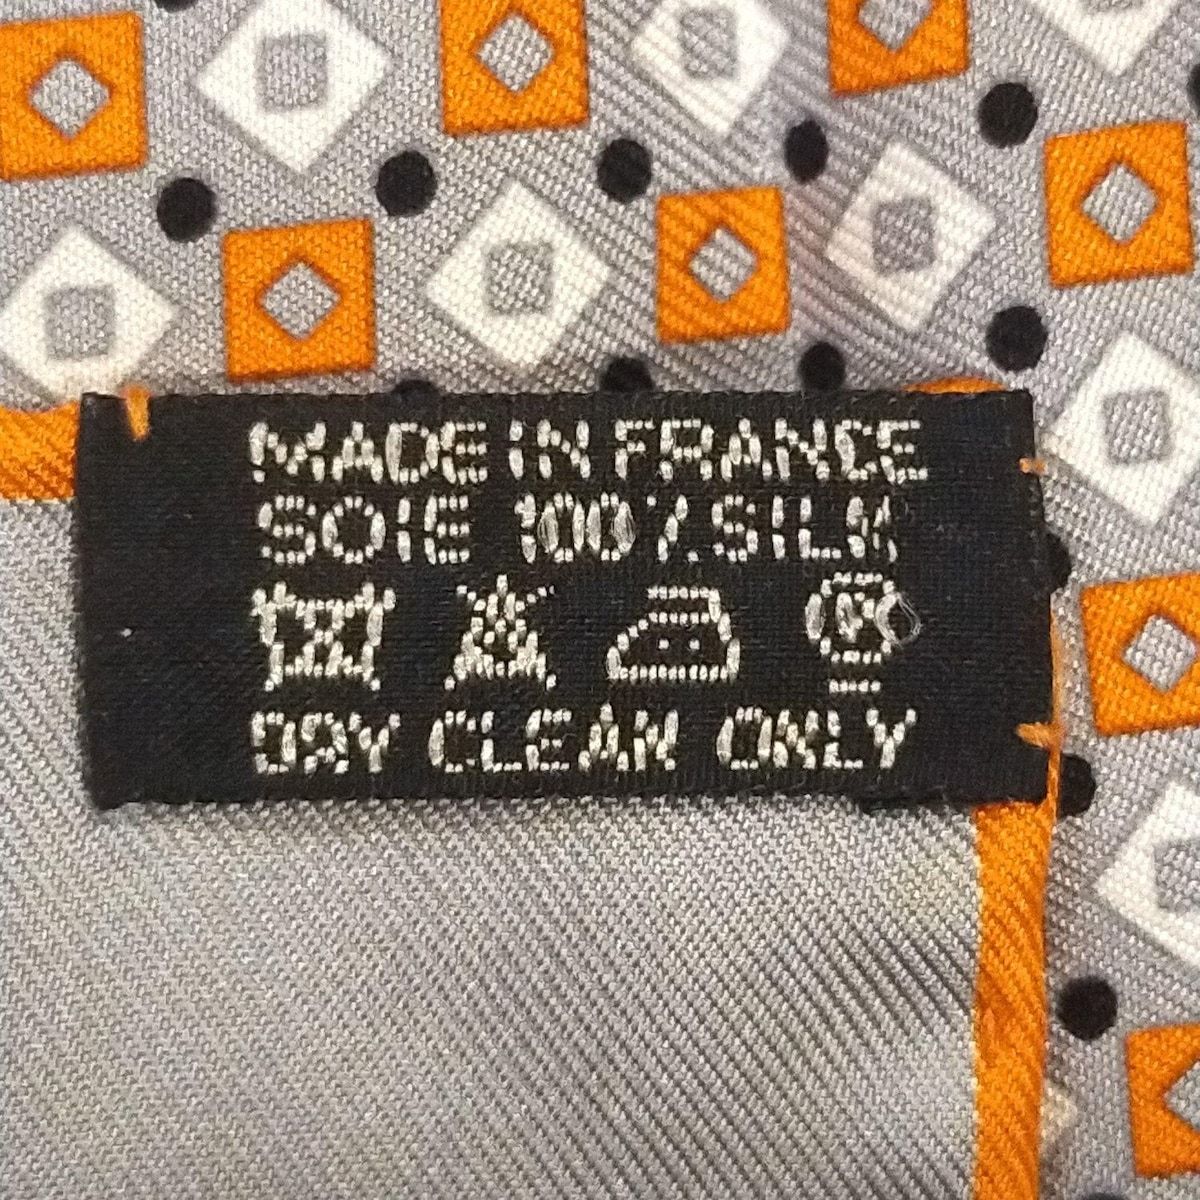 MADE IN FRANCE
SOIE 100% SILK
P
DRY CLEAN ONLY